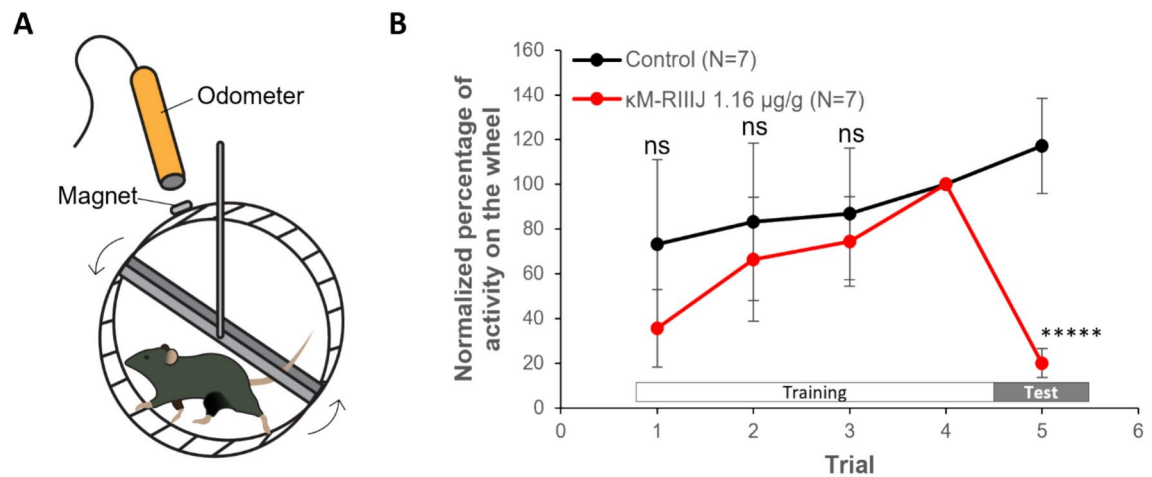 A
Odometer
Magnet
B
Normalized percentage of
activity on the wheel
160
140
120
100
80
60
40
20
0
Control (N=7)
κM-RIIIJ 1.16 µg/g (N=7)
ns
ns
ns
*****
Training
Test
0
1
2
3
4
5
6
Trial